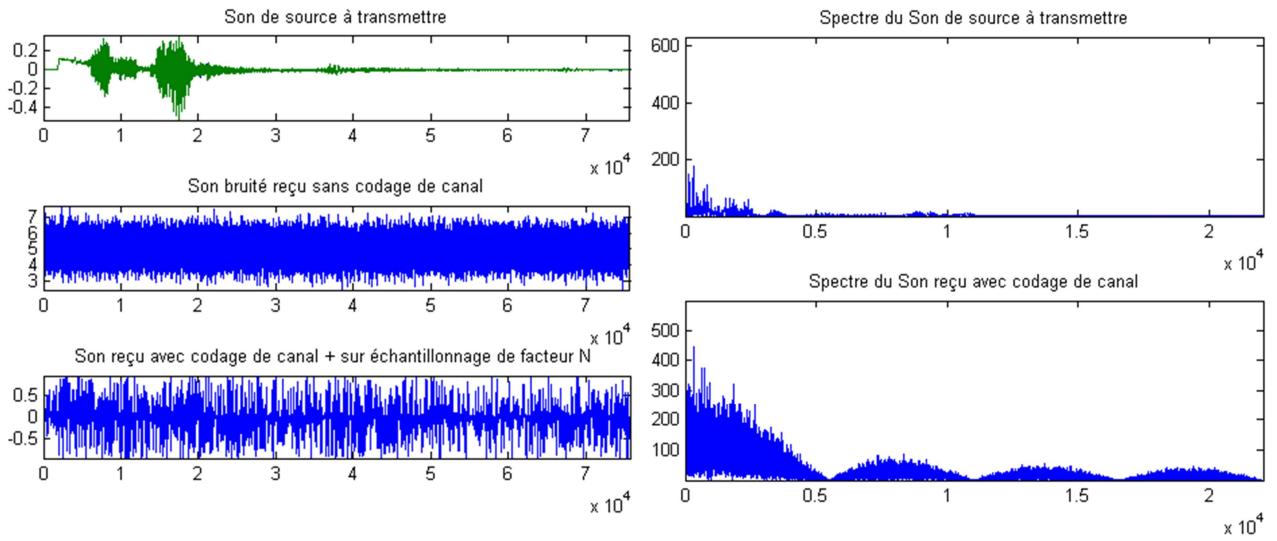 Son de source à transmettre
0.2
0
-0.2
-0.4
0 1 2 3 4 5 6 7
x 10^4
Son bruité reçu sans codage de canal
7
6
5
4
3
0 1 2 3 4 5 6 7
x 10^4
Son reçu avec codage de canal + sur échantillonnage de facteur N
0.5
0
-0.5
0 1 2 3 4 5 6 7
x 10^4
Spectre du Son de source à transmettre
600
400
200
0 0.5 1 1.5 2
x 10^4
Spectre du Son reçu avec codage de canal
500
400
300
200
100
0 0.5 1 1.5 2
x 10^4